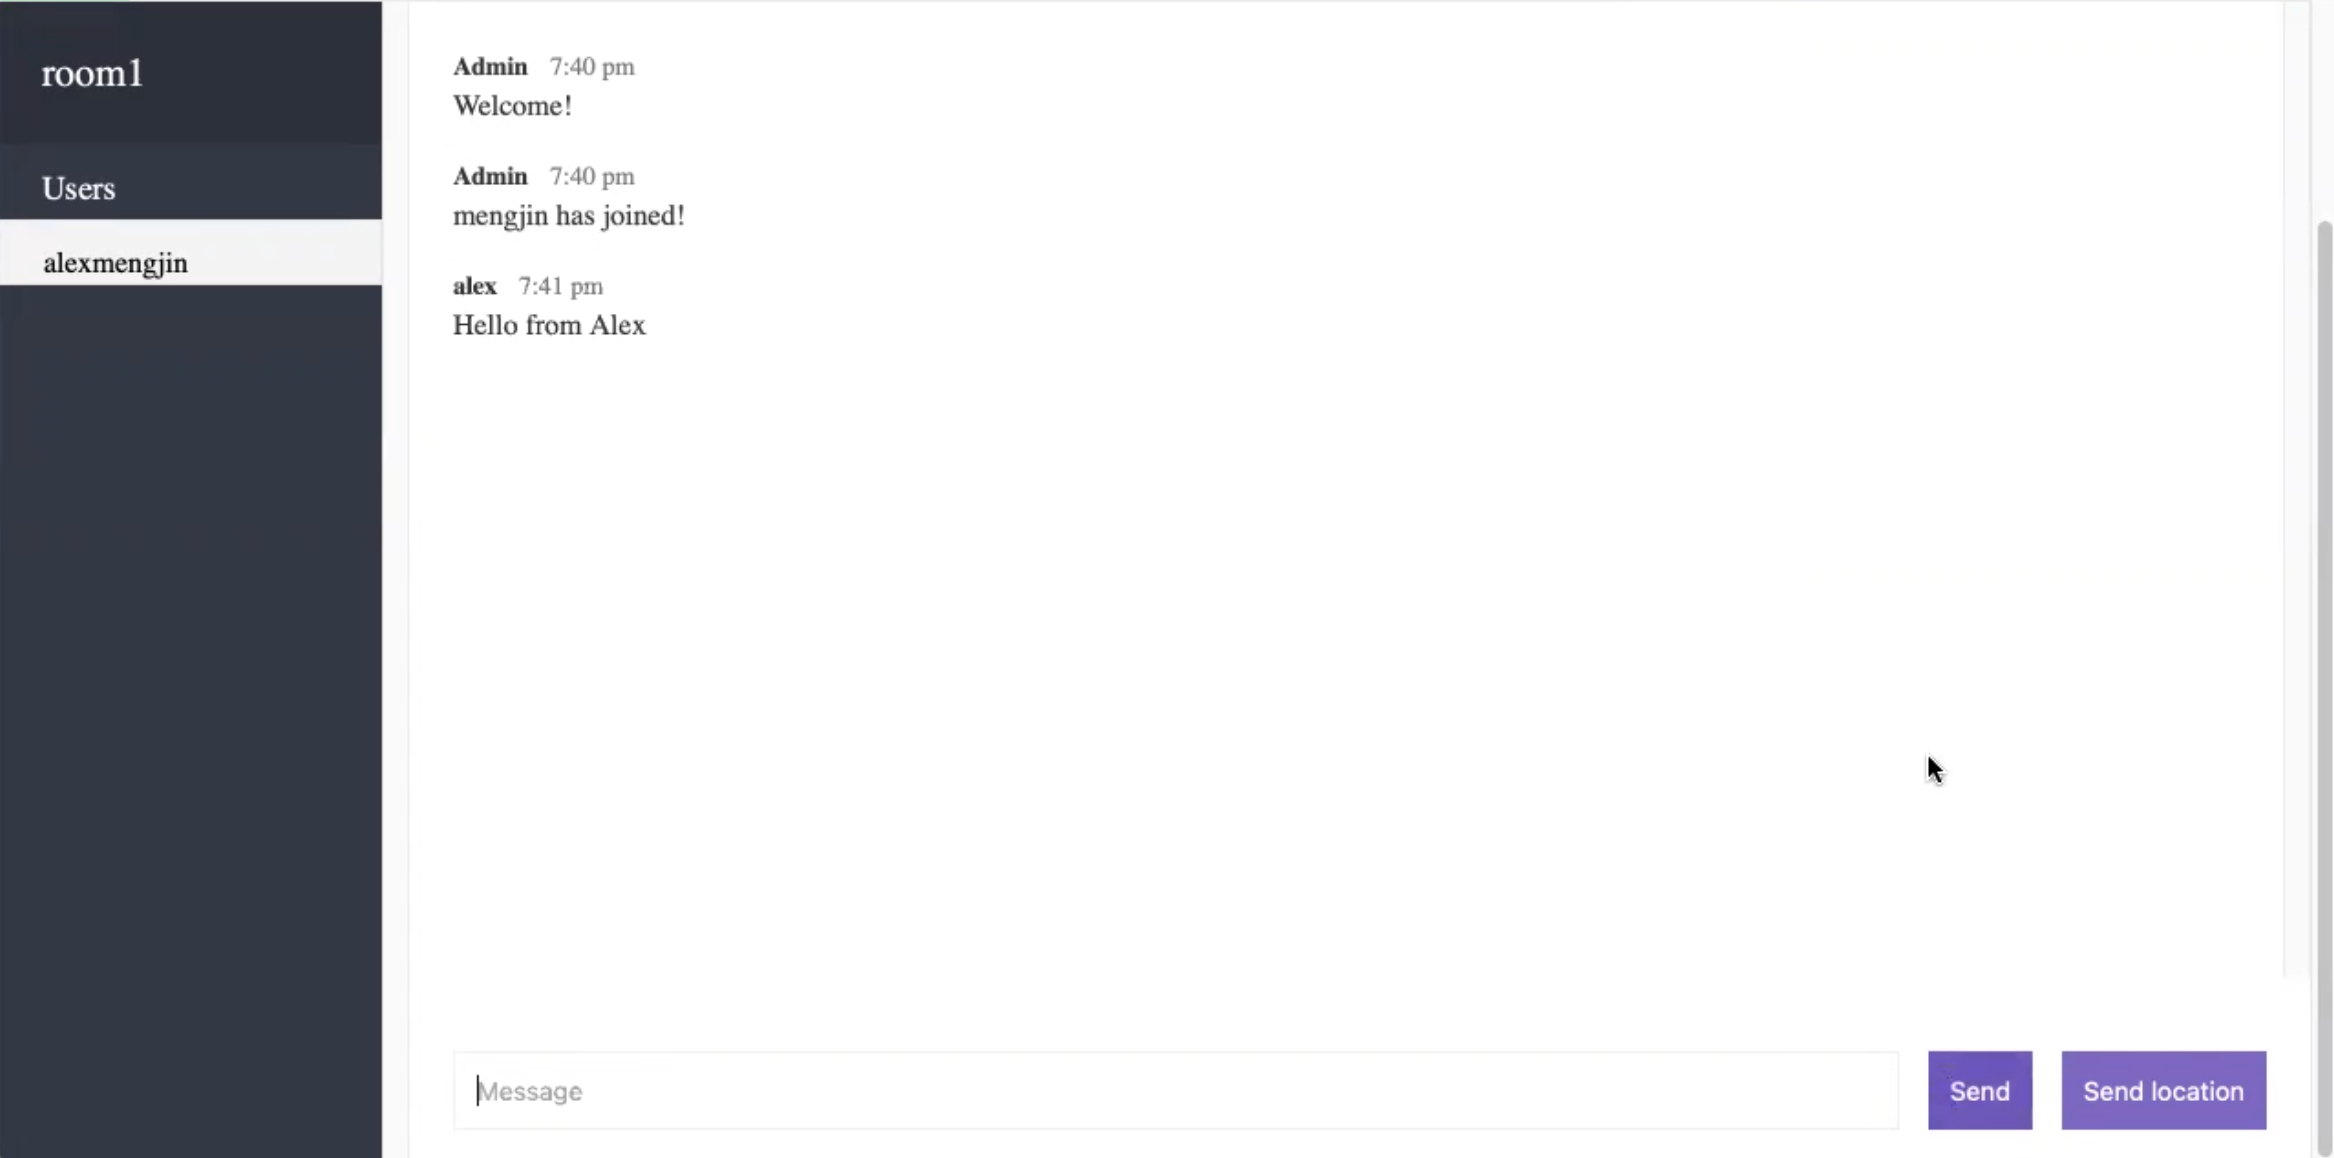 room1
Users
alexmengjin
Admin 7:40 pm
Welcome!
Admin 7:40 pm
mengjin has joined!
alex 7:41 pm
Hello from Alex
Message
Send
Send location